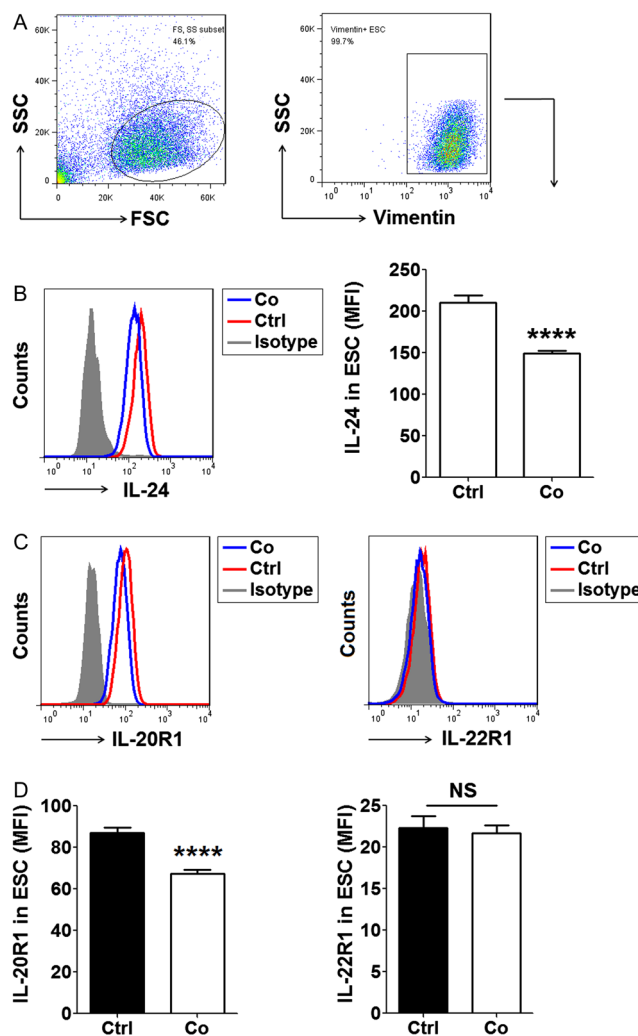 A
FS, SS subset
46.1%
SSC
60K
40K
20K
0
0
20K
40K
60K
FSC
Vimentin+ ESC
99.7%
SSC
60K
40K
20K
0
10^0
10^1
10^2
10^3
10^4
Vimentin
B
Counts
10^0
10^1
10^2
10^3
10^4
IL-24
Co
Ctrl
Isotype
IL-24 in ESC (MFI)
250
200
150
100
50
0
****
Ctrl
Co
C
Counts
10^0
10^1
10^2
10^3
10^4
IL-20R1
Co
Ctrl
Isotype
Counts
10^0
10^1
10^2
10^3
10^4
IL-22R1
Co
Ctrl
Isotype
D
IL-20R1 in ESC (MFI)
100
80
60
40
20
0
****
Ctrl
Co
IL-22R1 in ESC (MFI)
25
20
15
10
5
0
NS
Ctrl
Co